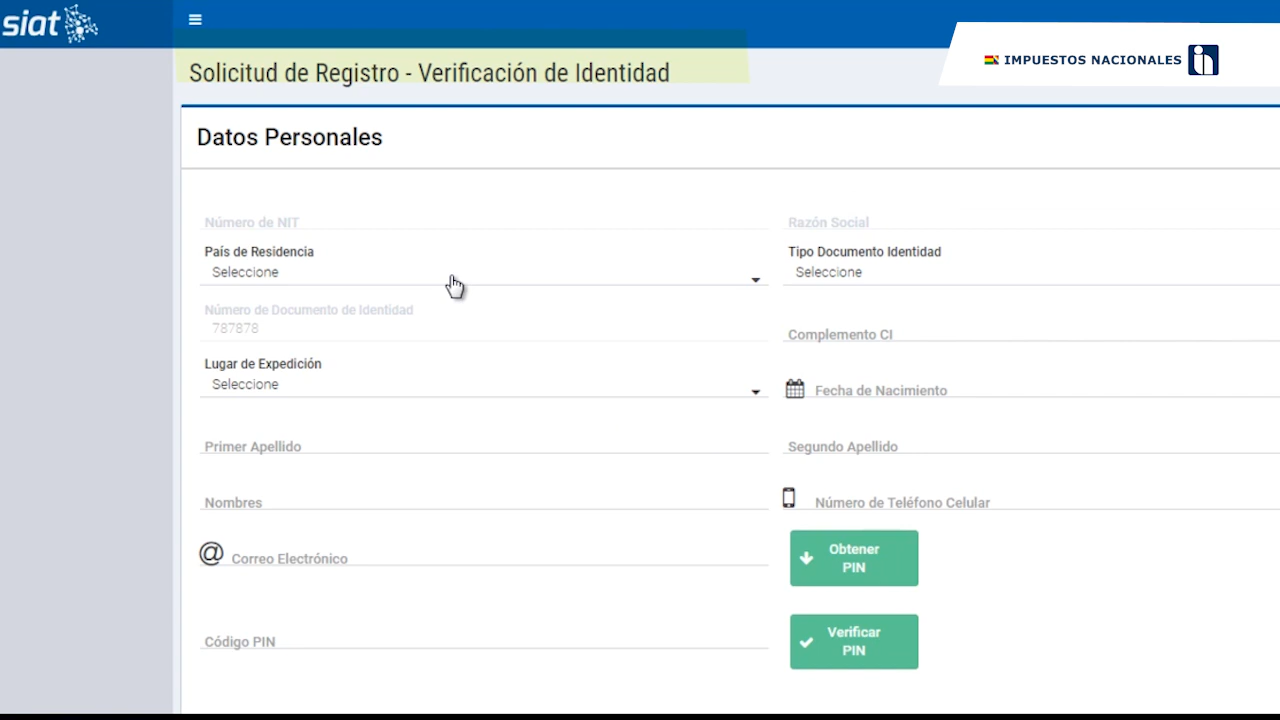 siat
IMPUESTOS NACIONALES
Solicitud de Registro - Verificación de Identidad
Datos Personales
Número de NIT
Razón Social
País de Residencia
Seleccione
Tipo Documento Identidad
Seleccione
Número de Documento de Identidad
787878
Complemento CI
Lugar de Expedición
Seleccione
Fecha de Nacimiento
Primer Apellido
Segundo Apellido
Nombres
Número de Teléfono Celular
@ Correo Electrónico
Obtener
PIN
Código PIN
Verificar
PIN